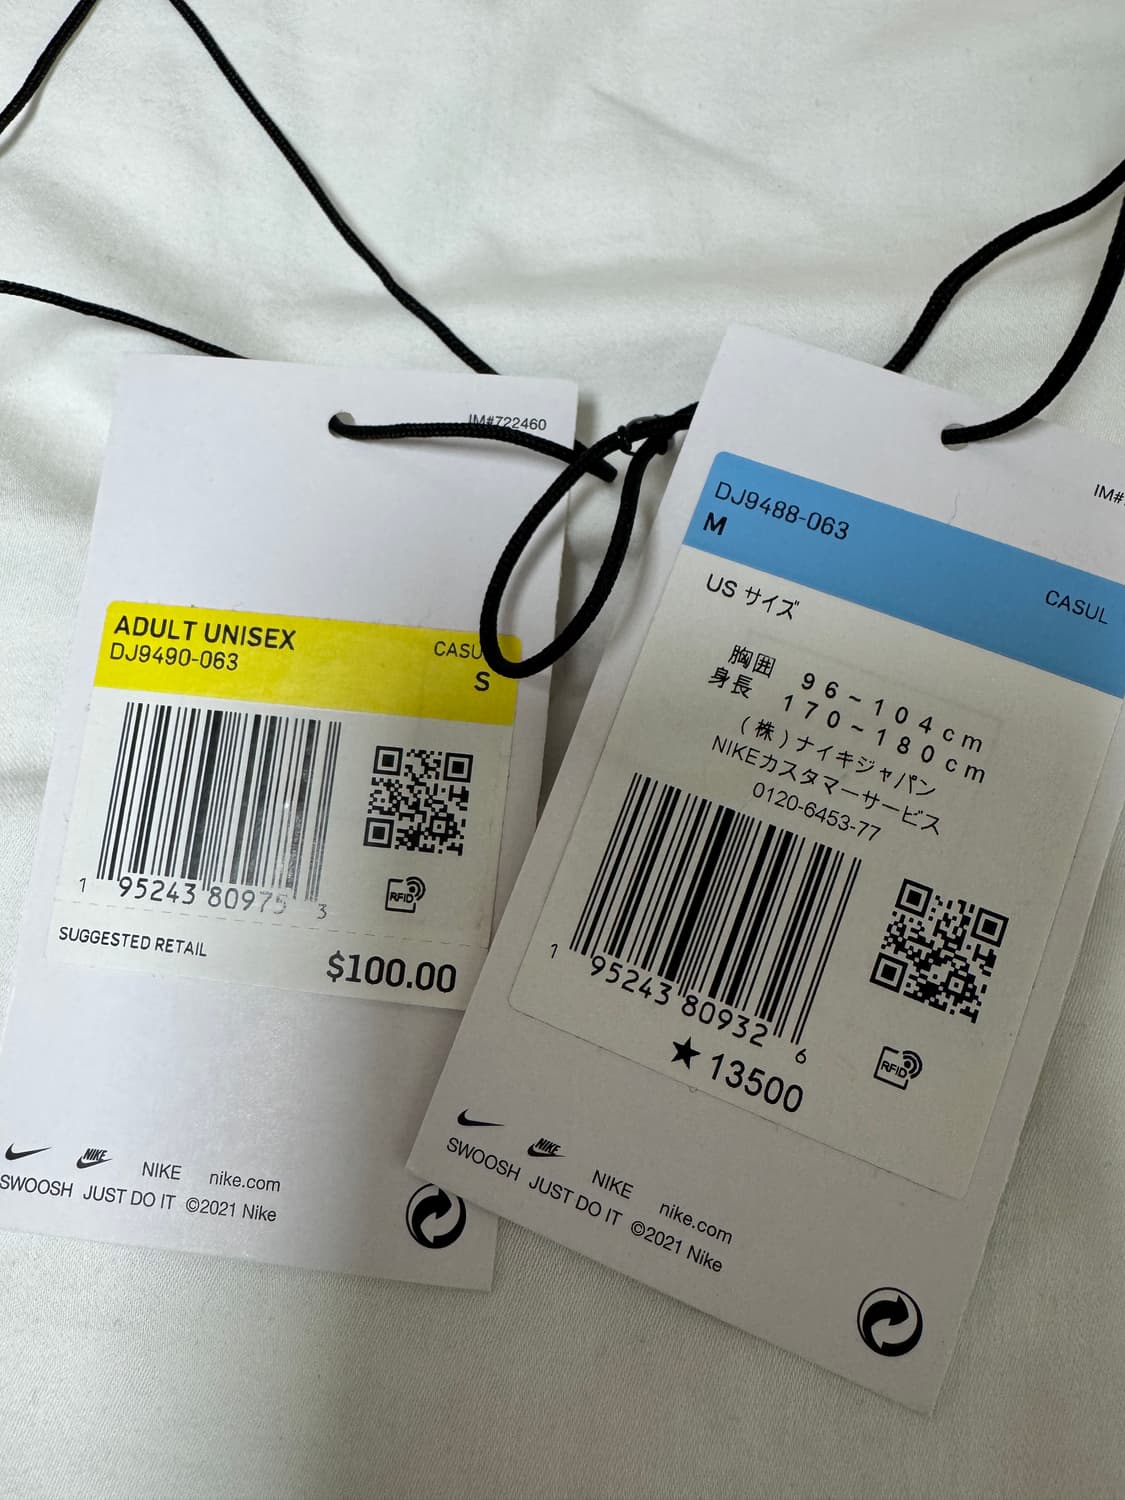 IM#722460
ADULT UNISEX
DJ9490-063
S
1 95243 80975 3
RFID
SUGGESTED RETAIL
$100.00
NIKE
NIKE nike.com
SWOOSH JUST DO IT ©2021 Nike
IM#
DJ9488-063
M
CASUL
US サイズ
胸囲 96~104cm
身長 170~180cm
(株)ナイキジャパン
NIKEカスタマーサービス
0120-6453-77
1 95243 80932 6
RFID
★13500
NIKE
NIKE nike.com
SWOOSH JUST DO IT ©2021 Nike